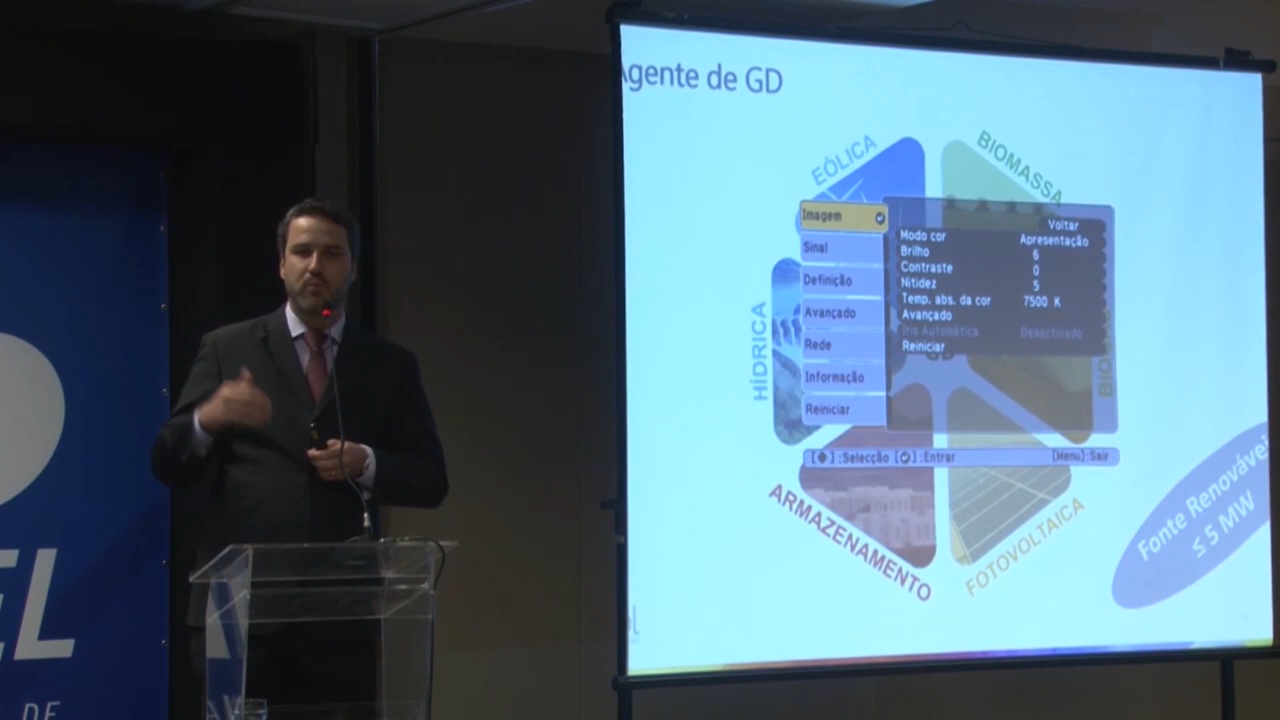 Agente de GD
EÓLICA
BIOMASSA
HÍDRICA
ARMAZENAMENTO
FOTOVOLTAICA
Imagem
Sinal
Definição
Avançado
Rede
Informação
Reiniciar
Voltar
Modo cor Apresentação
Brilho 6
Contraste 0
Nitidez 5
Temp. abs. da cor 7500 K
Avançado
Íris Automática Desactivado
Reiniciar
[ ] :Selecção [ ] :Entrar [Menu]:Sair
Fonte Renovável
≤ 5 MW
EL
DE